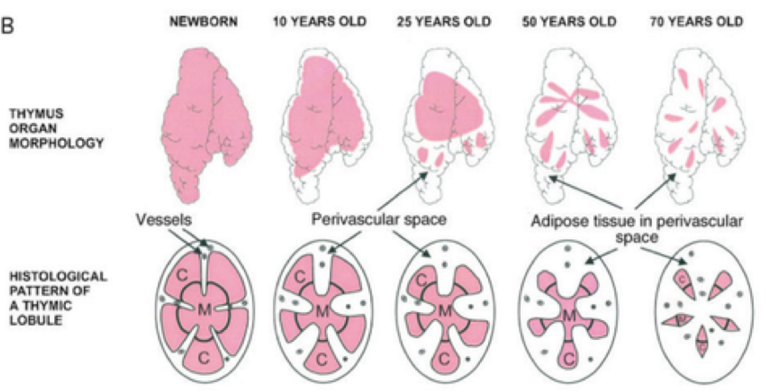 B
NEWBORN 10 YEARS OLD 25 YEARS OLD 50 YEARS OLD 70 YEARS OLD
THYMUS
ORGAN
MORPHOLOGY
Vessels Perivascular space Adipose tissue in perivascular
space
HISTOLOGICAL
PATTERN OF
A THYMIC
LOBULE
C C C C
M M M M
C C C C